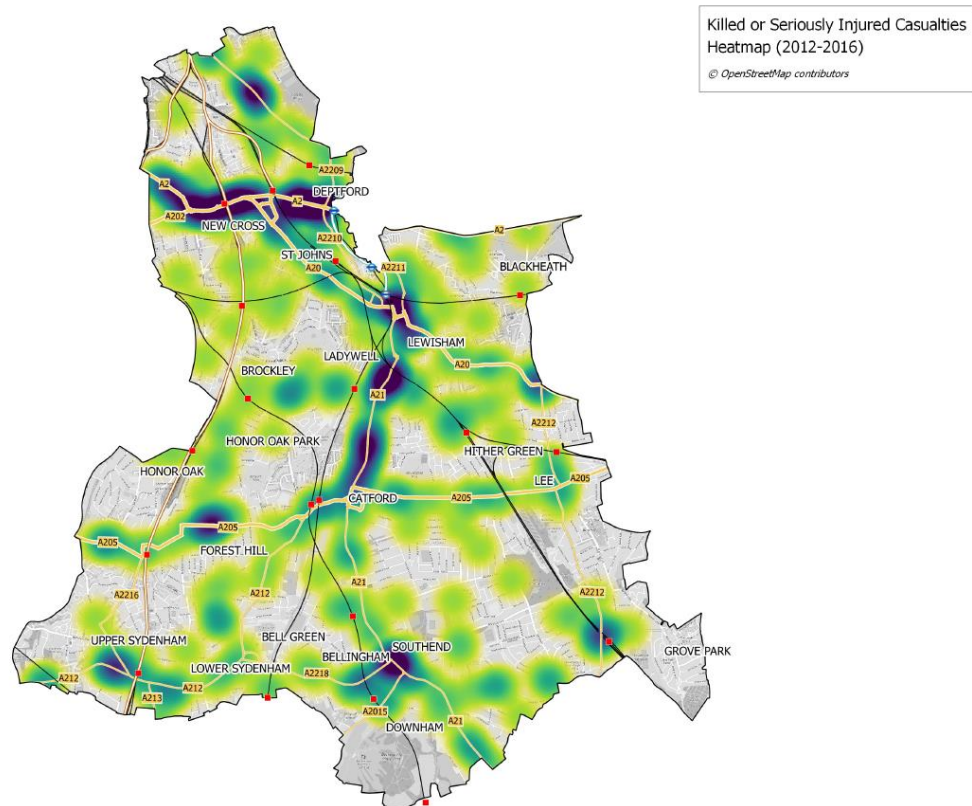 Killed or Seriously Injured Casualties
Heatmap (2012-2016)
© OpenStreetMap contributors
A2209
A2
DEPTFORD
A2
A202
NEW CROSS
A2210
A2
ST JOHNS
A20
A2211
BLACKHEATH
LEWISHAM
LADYWELL
A20
BROCKLEY
A21
A2212
HONOR OAK PARK
HITHER GREEN
HONOR OAK
LEE
A205
CATFORD
A205
A205
A205
FOREST HILL
A21
A2216
A212
A2212
UPPER SYDENHAM
BELL GREEN
SOUTHEND
GROVE PARK
BELLINGHAM
LOWER SYDENHAM
A212
A2218
A212
A213
A2015
A21
DOWNHAM